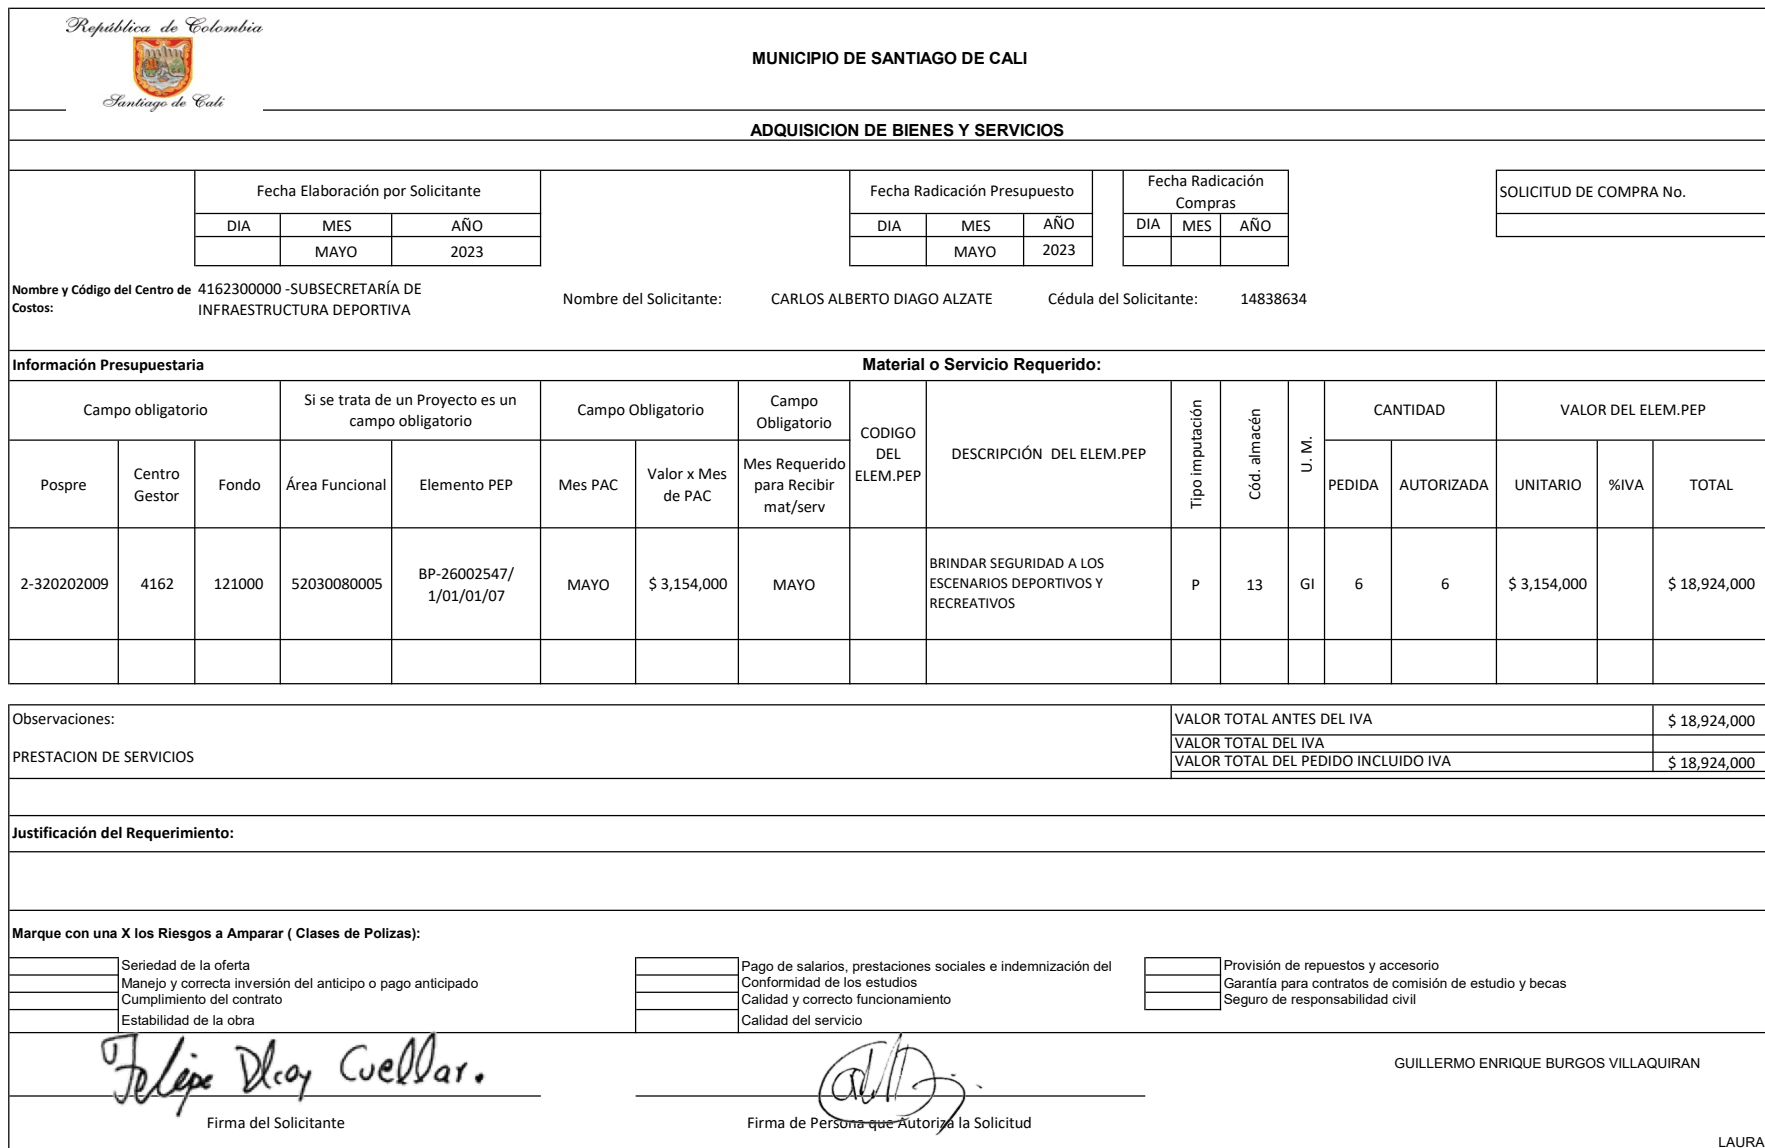 República de Colombia
Santiago de Cali
MUNICIPIO DE SANTIAGO DE CALI
ADQUISICION DE BIENES Y SERVICIOS
Fecha Elaboración por Solicitante
DIA MES AÑO
MAYO 2023
Fecha Radicación Presupuesto
DIA MES AÑO
MAYO 2023
Fecha Radicación
Compras
DIA MES AÑO
SOLICITUD DE COMPRA No.
Nombre y Código del Centro de
Costos:
4162300000 -SUBSECRETARÍA DE
INFRAESTRUCTURA DEPORTIVA
Nombre del Solicitante: CARLOS ALBERTO DIAGO ALZATE Cédula del Solicitante: 14838634
Información Presupuestaria
Material o Servicio Requerido:
Campo obligatorio
Si se trata de un Proyecto es un
campo obligatorio
Campo Obligatorio
Campo
Obligatorio
CODIGO
DEL
ELEM.PEP
DESCRIPCIÓN DEL ELEM.PEP
Tipo imputación
Cód. almacén
U. M.
CANTIDAD
VALOR DEL ELEM.PEP
Pospre
Centro
Gestor
Fondo
Área Funcional
Elemento PEP
Mes PAC
Valor x Mes
de PAC
Mes Requerido
para Recibir
mat/serv
PEDIDA
AUTORIZADA
UNITARIO
%IVA
TOTAL
2-320202009
4162
121000
52030080005
BP-26002547/
1/01/01/07
MAYO
$ 3,154,000
MAYO
BRINDAR SEGURIDAD A LOS
ESCENARIOS DEPORTIVOS Y
RECREATIVOS
P
13
GI
6
6
$ 3,154,000
$ 18,924,000
Observaciones:
PRESTACION DE SERVICIOS
VALOR TOTAL ANTES DEL IVA $ 18,924,000
VALOR TOTAL DEL IVA
VALOR TOTAL DEL PEDIDO INCLUIDO IVA $ 18,924,000
Justificación del Requerimiento:
Marque con una X los Riesgos a Amparar ( Clases de Polizas):
Seriedad de la oferta
Manejo y correcta inversión del anticipo o pago anticipado
Cumplimiento del contrato
Estabilidad de la obra
Pago de salarios, prestaciones sociales e indemnización del
Conformidad de los estudios
Calidad y correcto funcionamiento
Calidad del servicio
Provisión de repuestos y accesorio
Garantía para contratos de comisión de estudio y becas
Seguro de responsabilidad civil
Felipe Cuellar.
Firma del Solicitante
Firma de Persona que Autoriza la Solicitud
GUILLERMO ENRIQUE BURGOS VILLAQUIRAN
LAURA